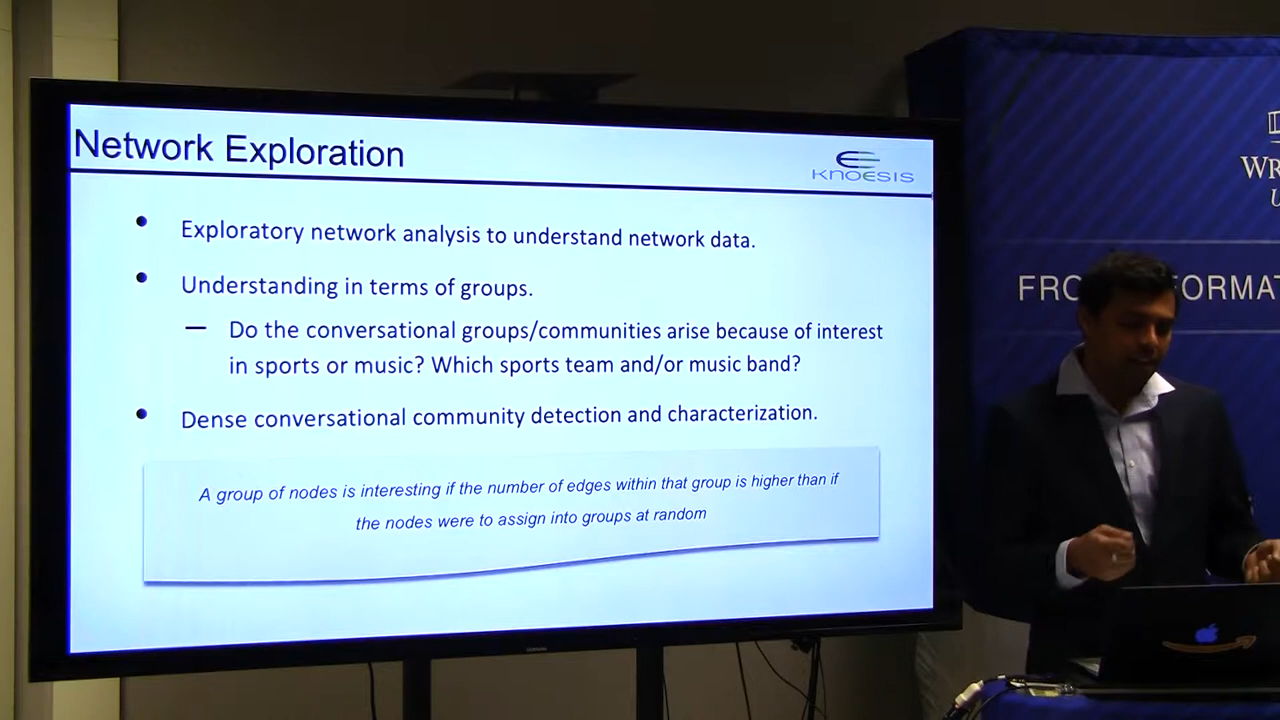 Network Exploration
KNOESIS
• Exploratory network analysis to understand network data.
• Understanding in terms of groups.
— Do the conversational groups/communities arise because of interest
in sports or music? Which sports team and/or music band?
• Dense conversational community detection and characterization.
A group of nodes is interesting if the number of edges within that group is higher than if
the nodes were to assign into groups at random
SAMSUNG
WR
U
FRO
FORMAT